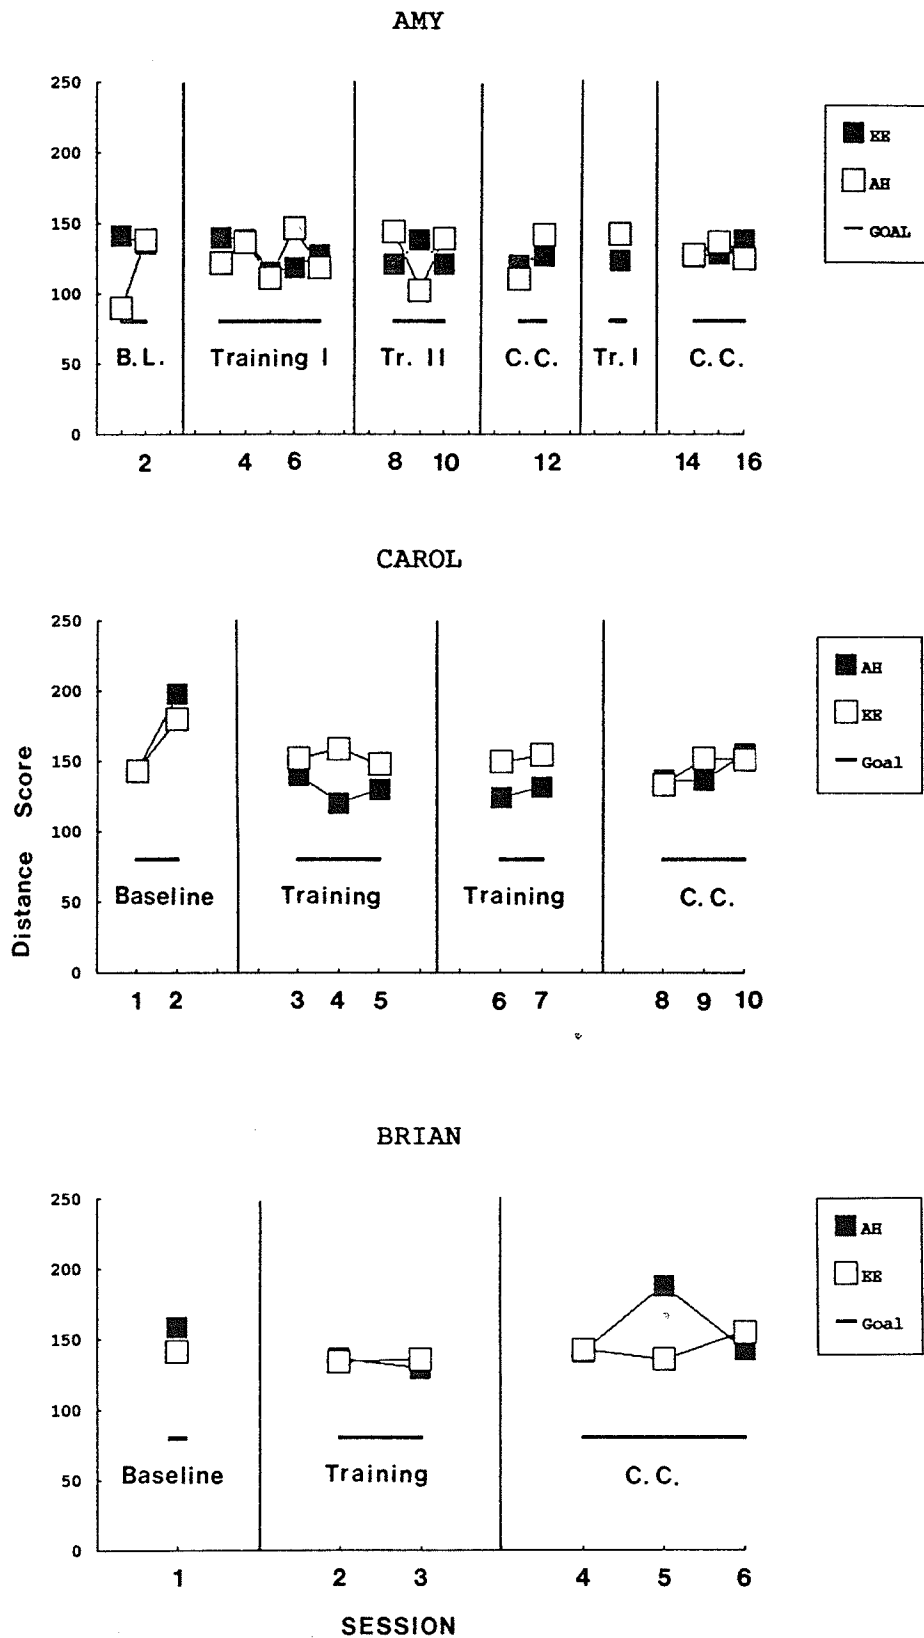 AMY
250
200
150
100
50
0
KE
AH
GOAL
B.L.
Training I
Tr. II
C.C.
Tr. I
C.C.
2 4 6 8 10 12 14 16
CAROL
250
200
150
100
50
0
AH
KE
Goal
Distance Score
Baseline
Training
Training
C.C.
1 2 3 4 5 6 7 8 9 10
BRIAN
250
200
150
100
50
0
AH
KE
Goal
Baseline
Training
C.C.
1 2 3 4 5 6
SESSION